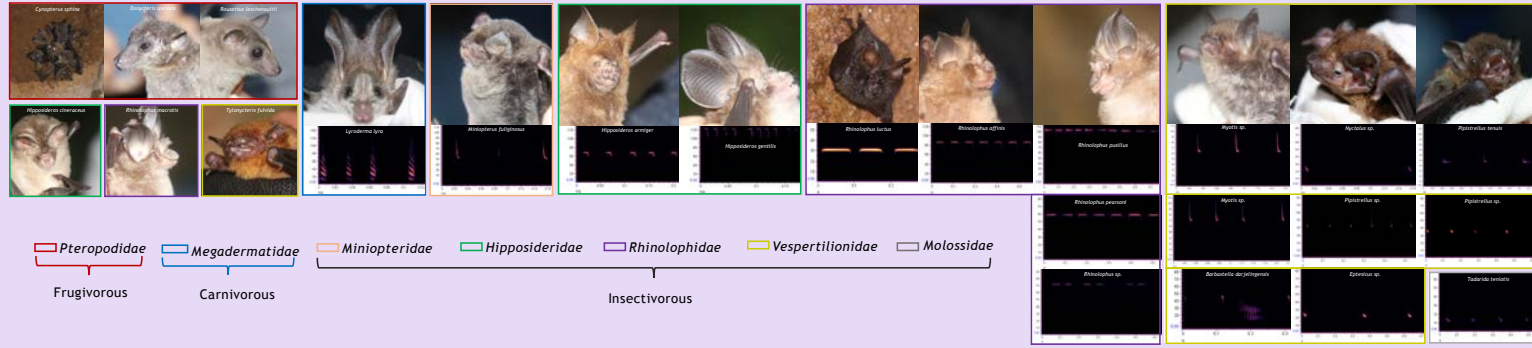 Cynopterus sphinx
Eonycteris spelaea
Rousettus leschenaultii
Hipposideros cineraceus
Rhinolophus macrotis
Tylonycteris fulvida
Lyroderma lyra
Miniopterus fuliginosus
Hipposideros armiger
Hipposideros gentilis
Rhinolophus luctus
Rhinolophus affinis
Rhinolophus pusillus
Myotis sp.
Nyctalus sp.
Pipistrellus tenuis
Rhinolophus pearsoni
Myotis sp.
Pipistrellus sp.
Pipistrellus sp.
Rhinolophus sp.
Barbastella darjelingensis
Eptesicus sp.
Tadarida teniotis
Pteropodidae
Megadermatidae
Miniopteridae
Hipposideridae
Rhinolophidae
Vespertilionidae
Molossidae
Frugivorous
Carnivorous
Insectivorous